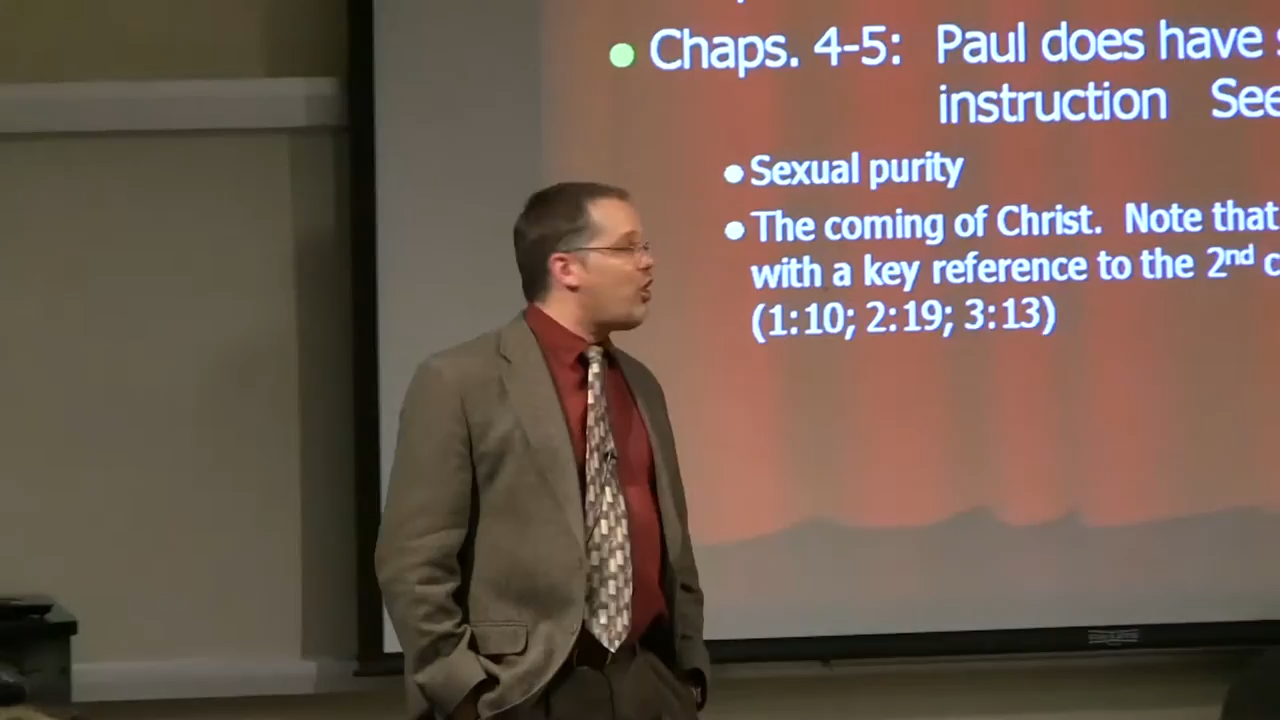 Chaps. 4-5: Paul does have
instruction See
Sexual purity
The coming of Christ. Note that
with a key reference to the 2nd c
(1:10; 2:19; 3:13)